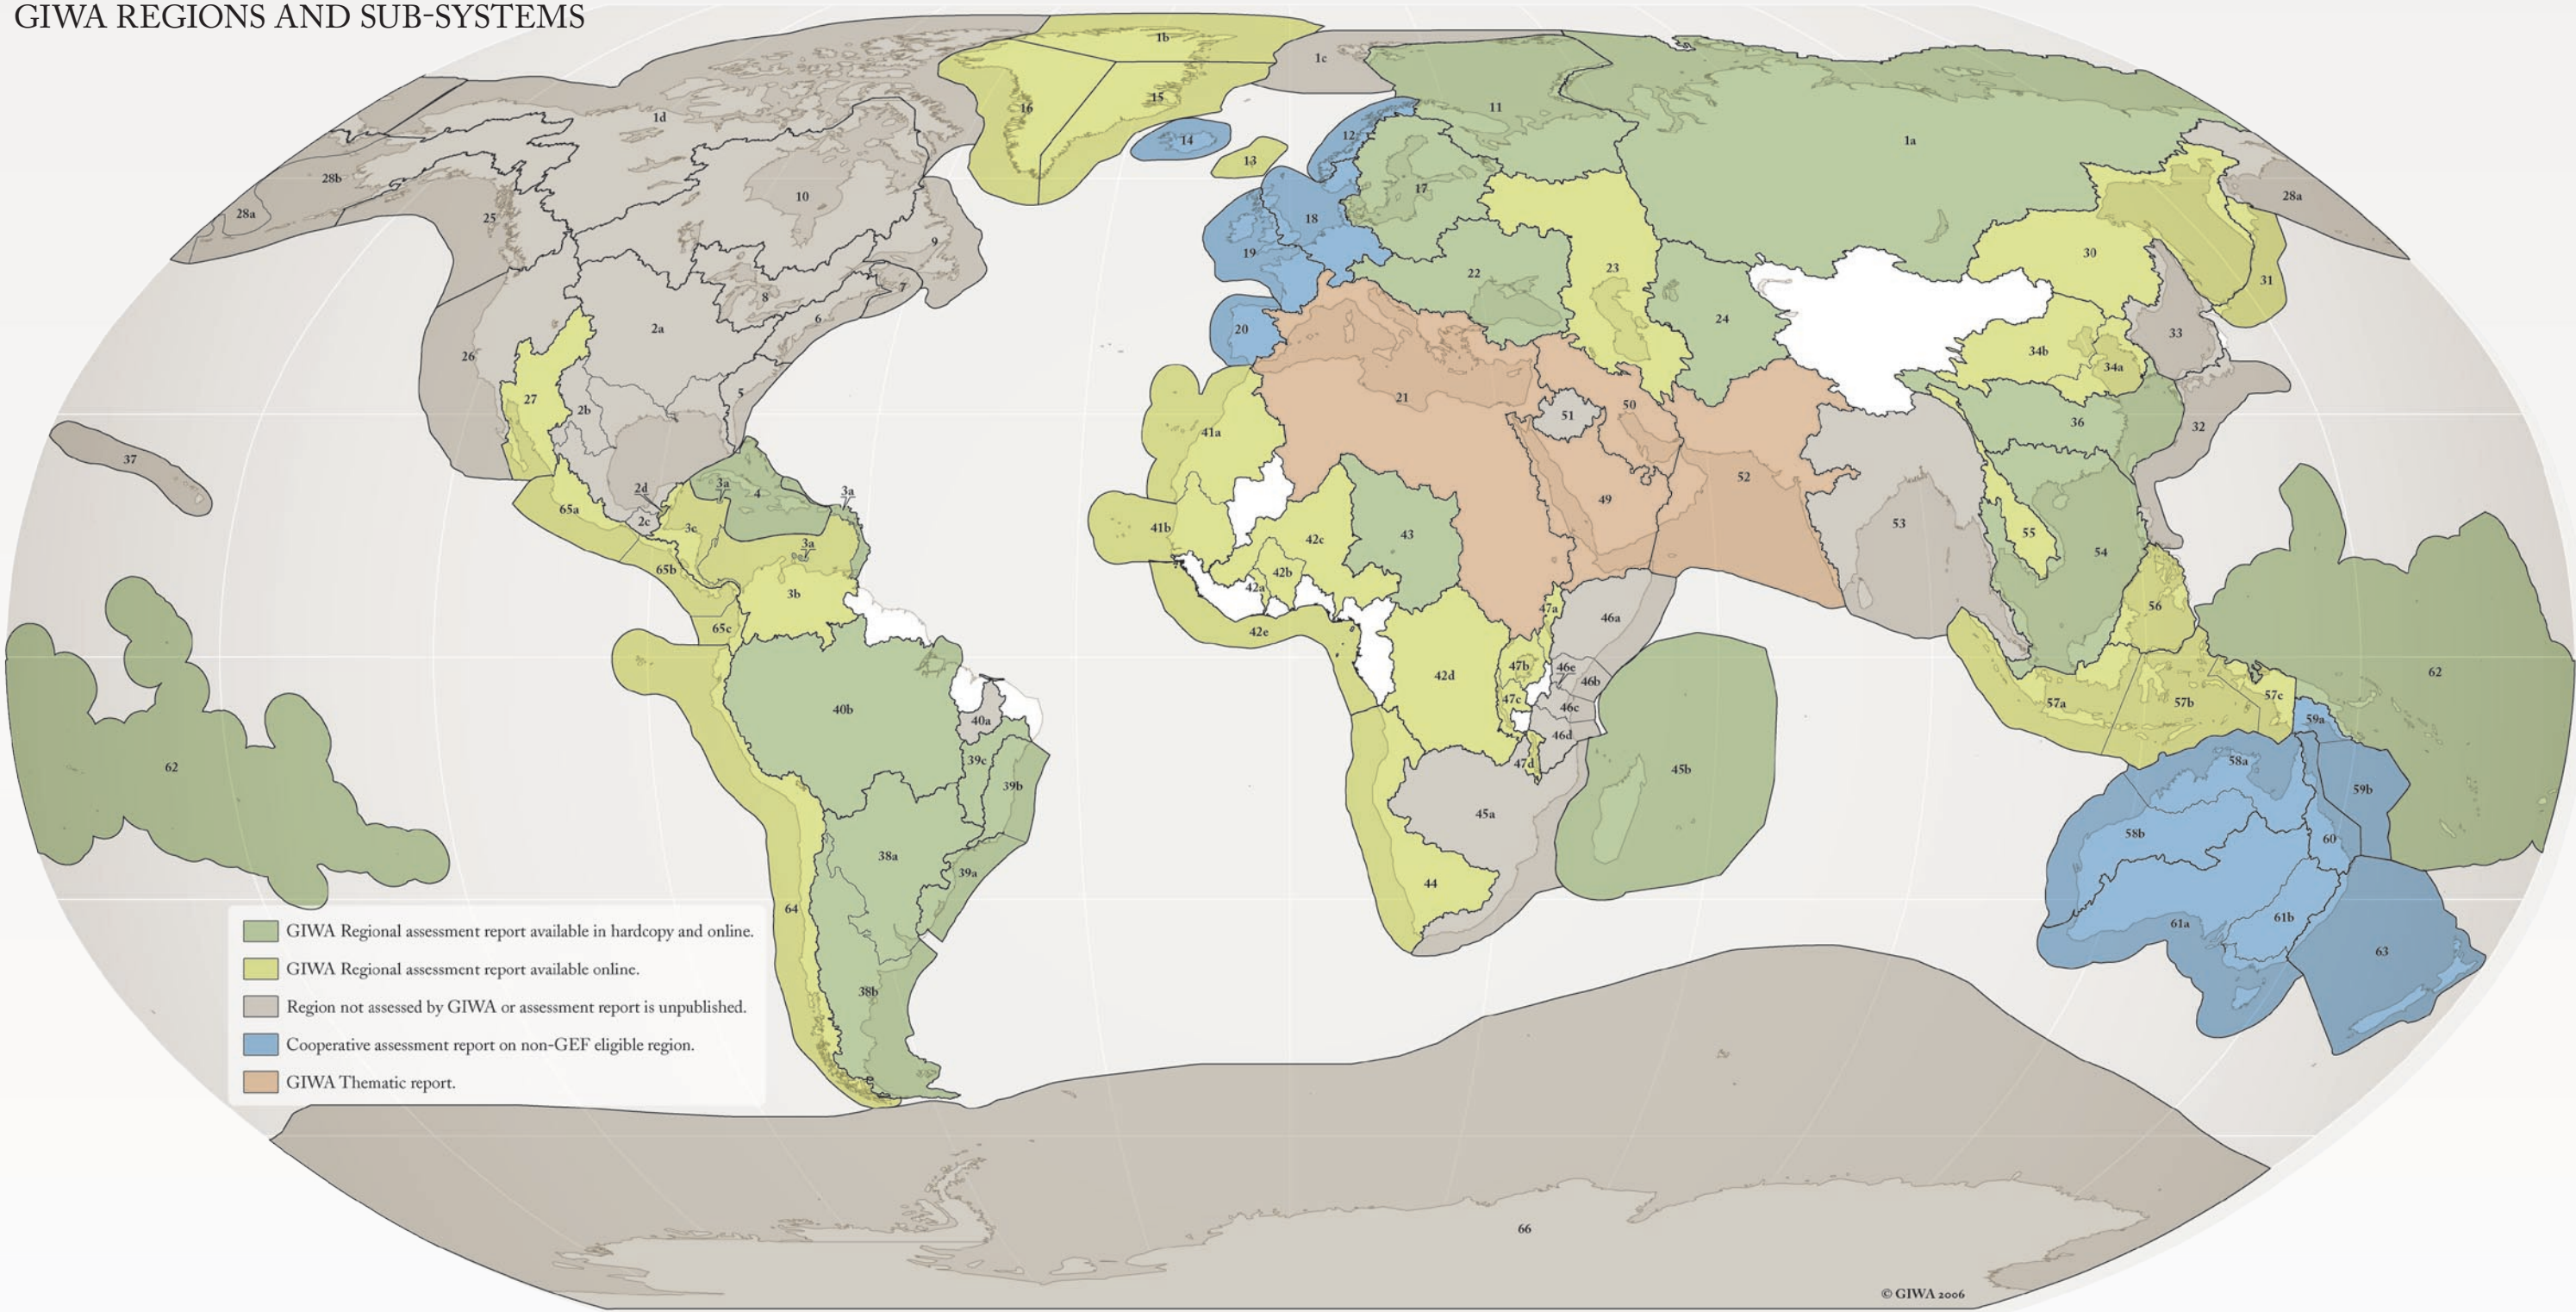 GIWA REGIONS AND SUB-SYSTEMS
1b
1c
16
15
11
1d
14
12
13
1a
28b
10
17
28a
28a
25
18
9
19
30
22
23
31
7
8
6
2a
20
24
33
26
34b
34a
27
5
2b
21
50
51
36
32
41a
37
2d
3a
4
3a
52
49
65a
2c
3c
41b
53
43
42c
55
54
3a
65b
42b
42a
3b
47a
56
46a
65c
42e
47b
46e
46b
42d
62
47c
57c
57a
57b
40b
40a
46c
59a
46d
39c
47d
58a
62
45b
39b
59b
45a
58b
60
38a
39a
44
64
61b
61a
63
38b
GIWA Regional assessment report available in hardcopy and online.
GIWA Regional assessment report available online.
Region not assessed by GIWA or assessment report is unpublished.
Cooperative assessment report on non-GEF eligible region.
GIWA Thematic report.
66
© GIWA 2006